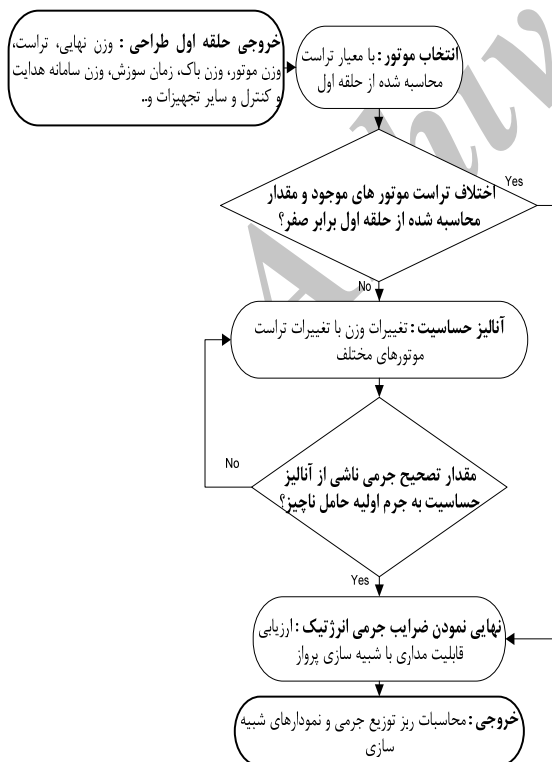 خروجی حلقه اول طراحی : وزن نهایی، تراست،
وزن موتور، وزن باک، زمان سوزش، وزن سامانه هدایت
و کنترل و سایر تجهیزات و..
انتخاب موتور: با معیار تراست
محاسبه شده از حلقه اول
اختلاف تراست موتور های موجود و مقدار
محاسبه شده از حلقه اول برابر صفر؟
Yes
No
آنالیز حساسیت : تغییرات وزن با تغییرات تراست
موتورهای مختلف
مقدار تصحیح جرمی ناشی از آنالیز
حساسیت به جرم اولیه حامل ناچیز؟
No
Yes
نهایی نمودن ضرایب جرمی انرژتیک : ارزیابی
قابلیت مداری با شبیه سازی پرواز
خروجی : محاسبات ریز توزیع جرمی و نمودارهای شبیه
سازی